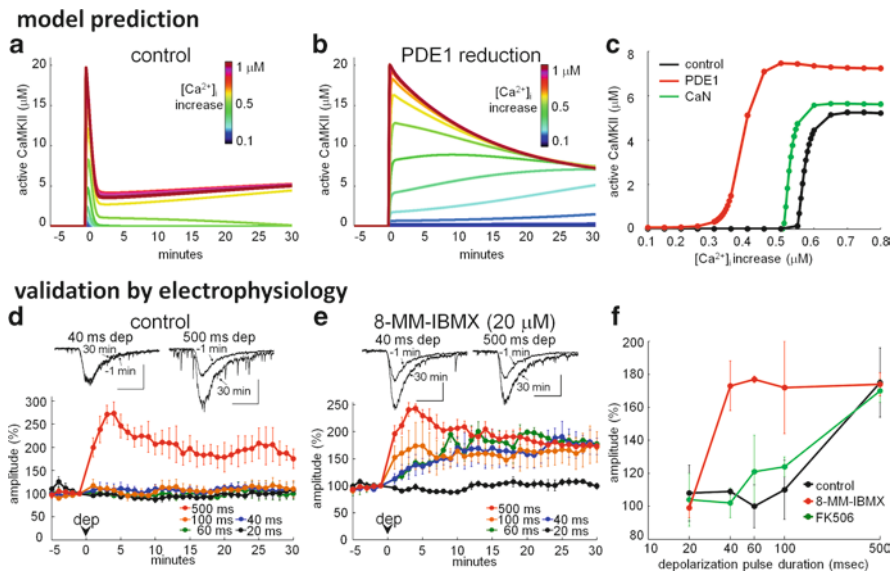 model prediction
a control
active CaMKII (µM)
20
15
10
5
0
-5 0 5 10 15 20 25 30
minutes
[Ca2+]i
increase
1 µM
0.5
0.1
b PDE1 reduction
active CaMKII (µM)
20
15
10
5
0
-5 0 5 10 15 20 25 30
minutes
[Ca2+]i
increase
1 µM
0.5
0.1
c
control
PDE1
CaN
active CaMKII (µM)
8
6
4
2
0
0.1 0.2 0.3 0.4 0.5 0.6 0.7 0.8
[Ca2+]i increase (µM)
validation by electrophysiology
d control
40 ms dep
30 min
-1 min
500 ms dep
-1 min
30 min
amplitude (%)
300
250
200
150
100
50
0
-5 0 5 10 15 20 25 30
dep
500 ms
100 ms 40 ms
60 ms 20 ms
minutes
e 8-MM-IBMX (20 µM)
40 ms dep
-1 min
30 min
500 ms dep
-1 min
30 min
amplitude (%)
250
200
150
100
50
0
-5 0 5 10 15 20 25 30
dep
500 ms
100 ms 40 ms
60 ms 20 ms
minutes
f
amplitude (%)
200
180
160
140
120
100
80
control
8-MM-IBMX
FK506
10 20 40 60 100 500
depolarization pulse duration (msec)